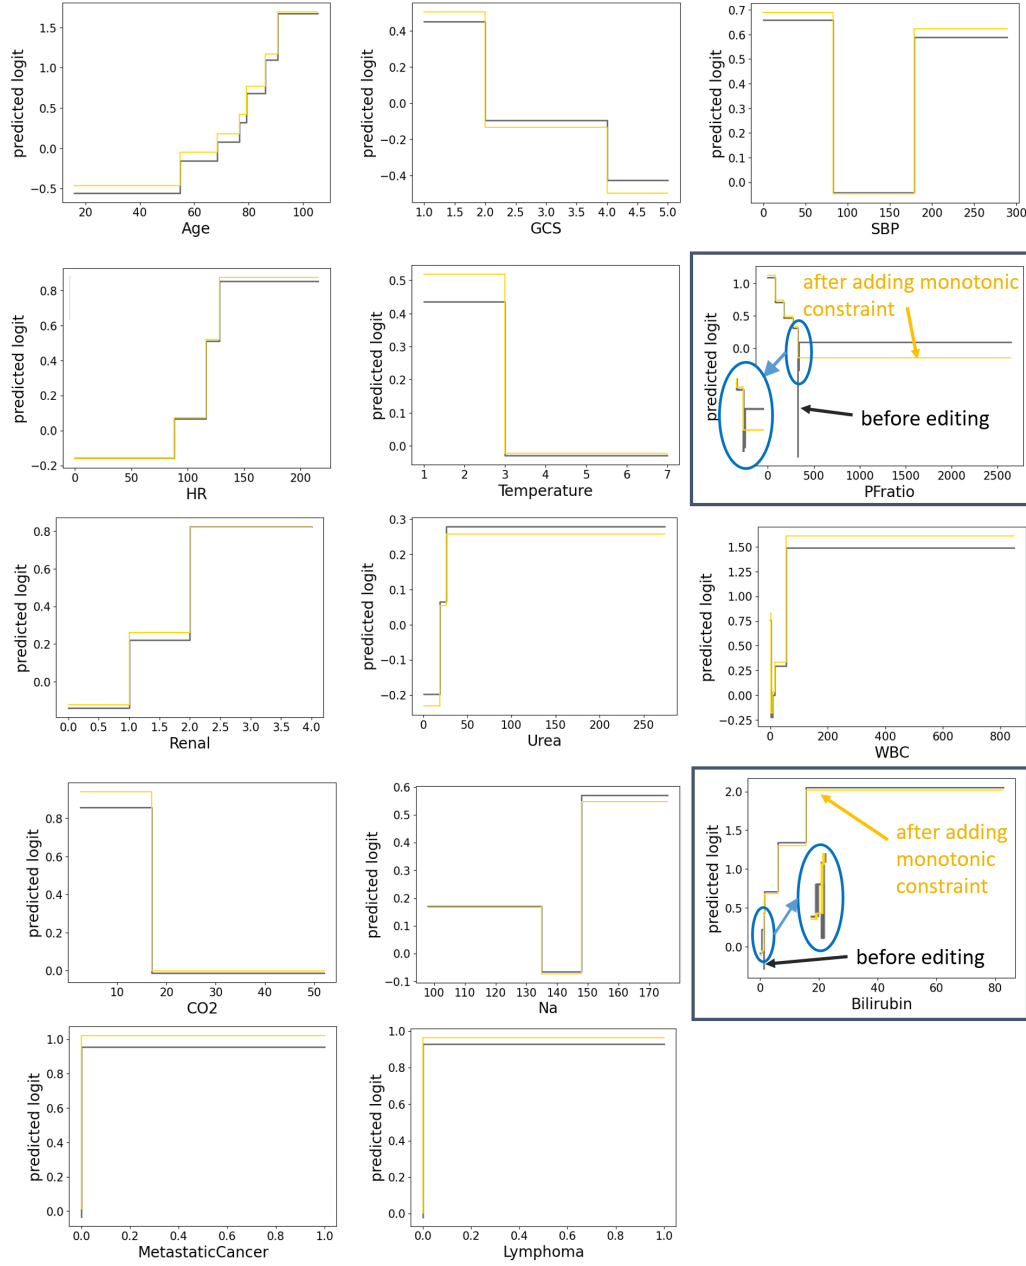 predicted logit
1.5
1.0
0.5
0.0
−0.5
20 40 60 80 100
Age
predicted logit
0.4
0.2
0.0
−0.2
−0.4
1.0 1.5 2.0 2.5 3.0 3.5 4.0 4.5 5.0
GCS
predicted logit
0.7
0.6
0.5
0.4
0.3
0.2
0.1
0.0
0 50 100 150 200 250 300
SBP
predicted logit
0.8
0.6
0.4
0.2
0.0
−0.2
0 50 100 150 200
HR
predicted logit
0.5
0.4
0.3
0.2
0.1
0.0
1 2 3 4 5 6 7
Temperature
predicted logit
1.0
0.5
0.0
after adding monotonic
constraint
before editing
0 500 1000 1500 2000 2500
PFratio
predicted logit
0.8
0.6
0.4
0.2
0.0
0.0 0.5 1.0 1.5 2.0 2.5 3.0 3.5 4.0
Renal
predicted logit
0.3
0.2
0.1
0.0
−0.1
−0.2
0 50 100 150 200 250
Urea
predicted logit
1.50
1.25
1.00
0.75
0.50
0.25
0.00
−0.25
0 200 400 600 800
WBC
predicted logit
0.8
0.6
0.4
0.2
0.0
10 20 30 40 50
CO2
predicted logit
0.6
0.5
0.4
0.3
0.2
0.1
0.0
−0.1
100 110 120 130 140 150 160 170
Na
predicted logit
2.0
1.5
1.0
0.5
0.0
after adding
monotonic
constraint
before editing
0 20 40 60 80
Bilirubin
predicted logit
1.0
0.8
0.6
0.4
0.2
0.0
0.0 0.2 0.4 0.6 0.8 1.0
MetastaticCancer
predicted logit
1.0
0.8
0.6
0.4
0.2
0.0
0.0 0.2 0.4 0.6 0.8 1.0
Lymphoma